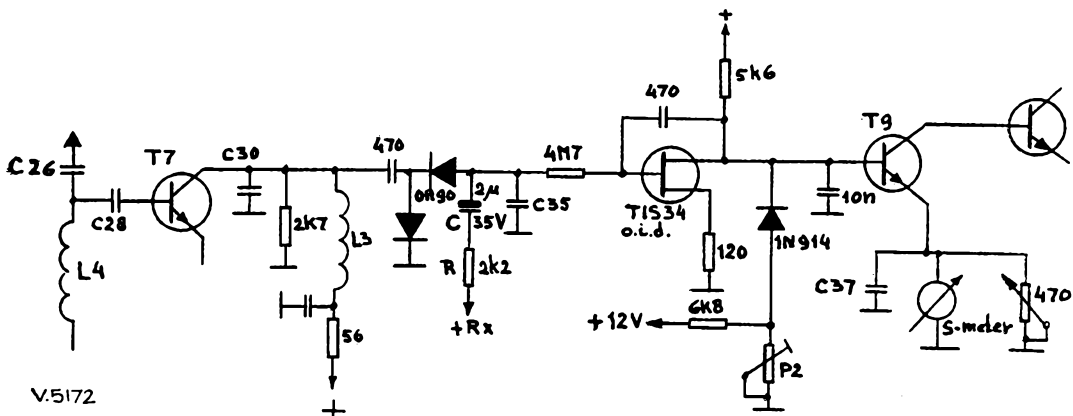 +
5k6
470
T9
T7
C30
470
4M7
C26
C28
OA90
2µ
C
35V
C35
TIS34
o.i.d.
10n
2K7
L3
L4
R
2k2
120
1N914
C37
S-meter
470
+Rx
6K8
+12V
56
P2
+
V.5172